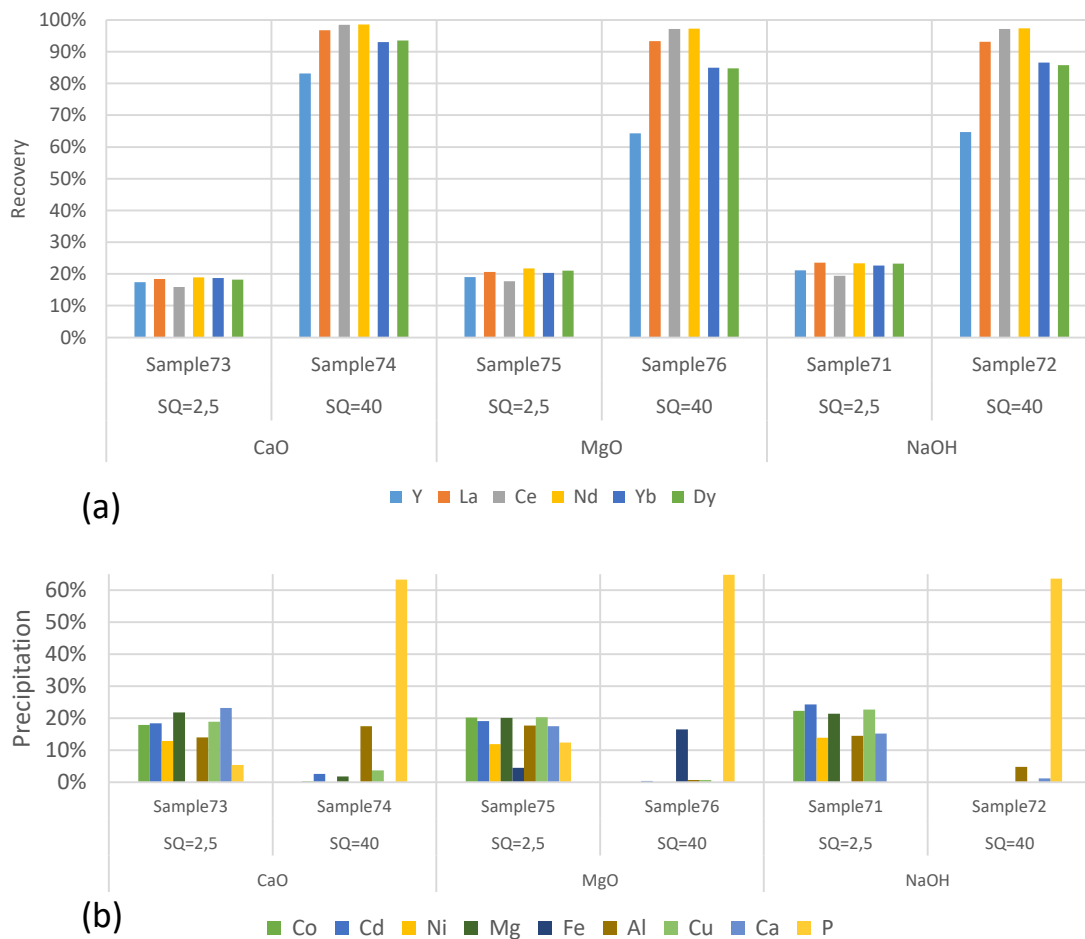 100%
90%
80%
70%
60%
50%
40%
30%
20%
10%
0%
Recovery
Sample73 Sample74 Sample75 Sample76 Sample71 Sample72
SQ=2,5 SQ=40 SQ=2,5 SQ=40 SQ=2,5 SQ=40
CaO MgO NaOH
Y La Ce Nd Yb Dy
(a)
60%
50%
40%
30%
20%
10%
0%
Precipitation
Sample73 Sample74 Sample75 Sample76 Sample71 Sample72
SQ=2,5 SQ=40 SQ=2,5 SQ=40 SQ=2,5 SQ=40
CaO MgO NaOH
(b)
Co Cd Ni Mg Fe Al Cu Ca P